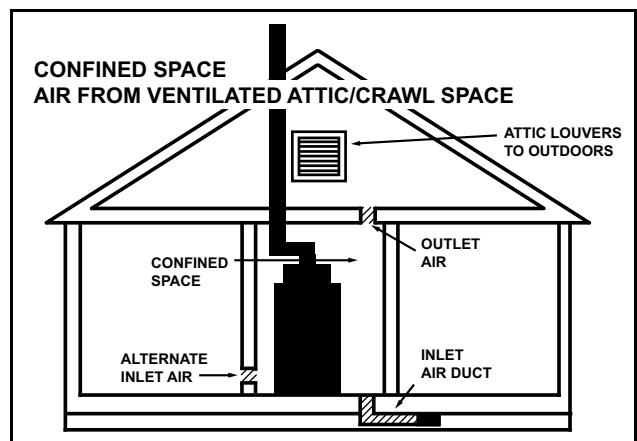 CONFINED SPACE
AIR FROM VENTILATED ATTIC/CRAWL SPACE
ATTIC LOUVERS
TO OUTDOORS
OUTLET
AIR
CONFINED
SPACE
ALTERNATE
INLET AIR
INLET
AIR DUCT